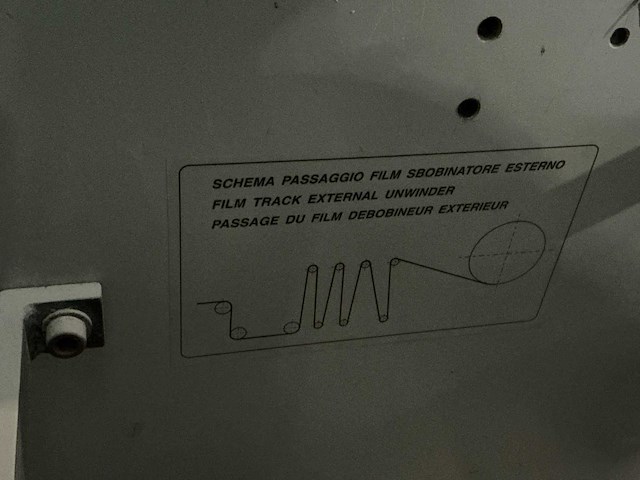 SCHEMA PASSAGGIO FILM SBOBINATORE ESTERNO
FILM TRACK EXTERNAL UNWINDER
PASSAGE DU FILM DEBOBINEUR EXTERIEUR